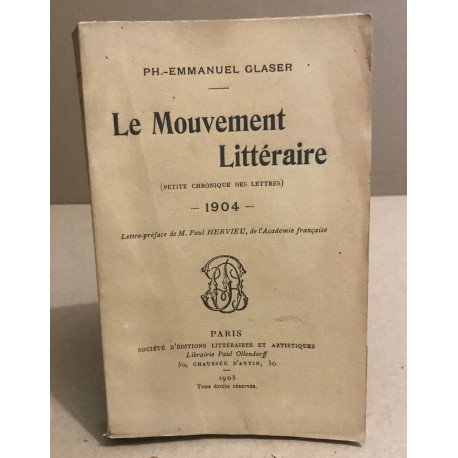 PH.-EMMANUEL GLASER
Le Mouvement
Littéraire
(PETITE CHRONIQUE DES LETTRES)
— 1904 —
Lettre-préface de M. Paul HERVIEU, de l'Académie française
PARIS
SOCIÉTÉ D'ÉDITIONS LITTÉRAIRES ET ARTISTIQUES
Librairie Paul Ollendorff
50, CHAUSSÉE D'ANTIN, 50
1905
Tous droits réservés.